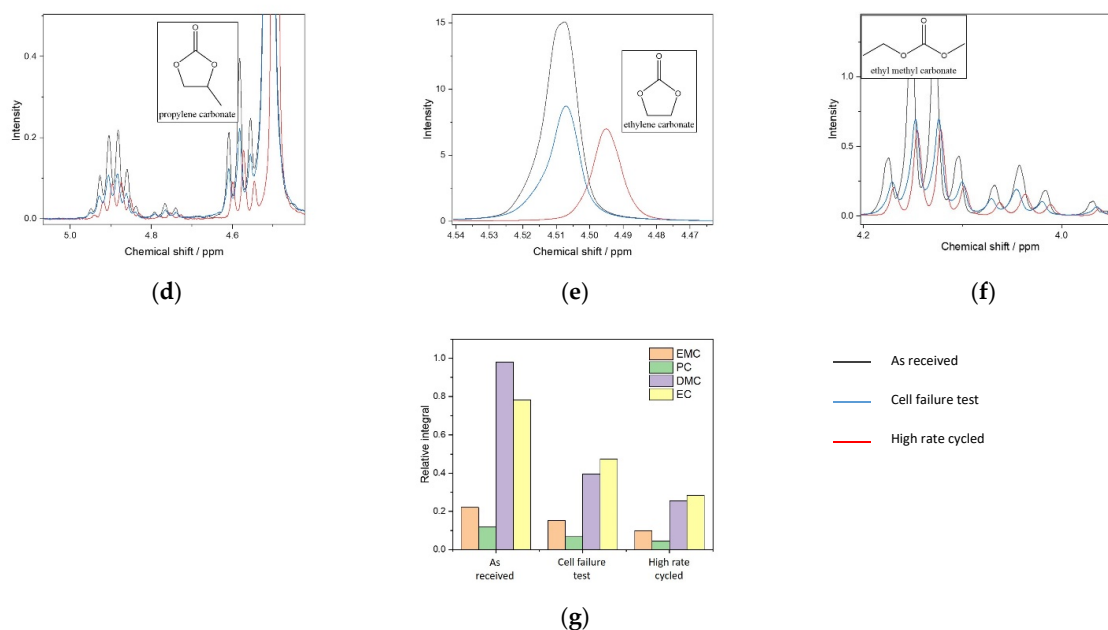 0.4
0.2
0.0
Intensity
O
O
O
propylene carbonate
5.0
4.8
4.6
Chemical shift / ppm
(d)
15
10
5
0
Intensity
O
O
O
ethylene carbonate
4.54
4.53
4.52
4.51
4.50
4.49
4.48
4.47
Chemical shift / ppm
(e)
1.0
0.5
0.0
Intensity
O
O
O
ethyl methyl carbonate
4.2
4.0
Chemical shift / ppm
(f)
1.0
0.8
0.6
0.4
0.2
0.0
Relative integral
EMC
PC
DMC
EC
As
received
Cell failure
test
High rate
cycled
(g)
As received
Cell failure test
High rate cycled